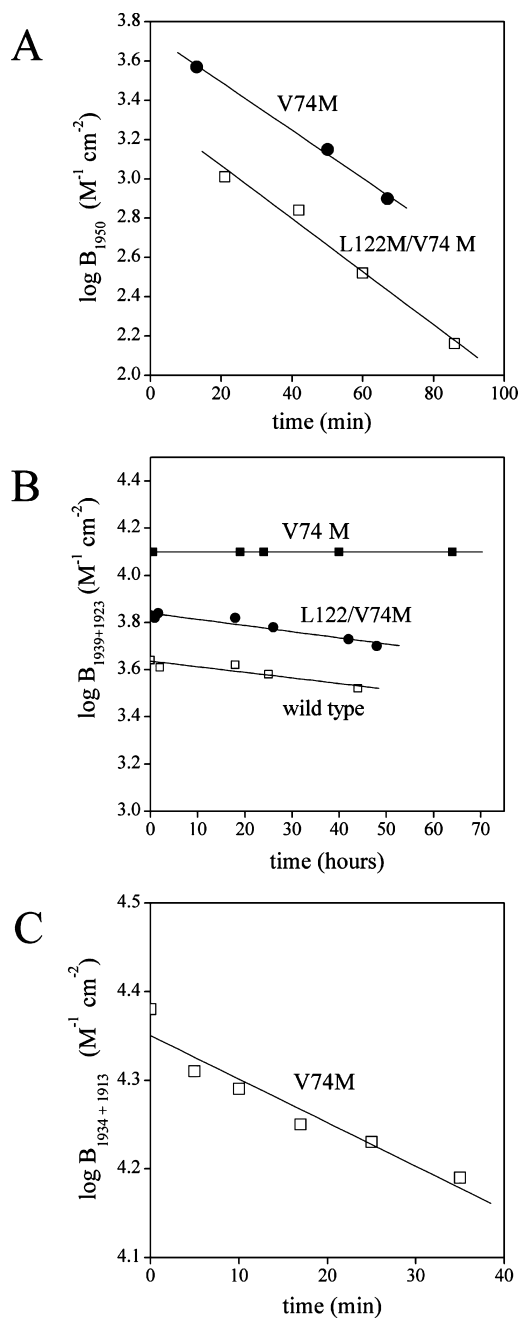 A
3.8
3.6
3.4
3.2
3.0
2.8
2.6
2.4
2.2
2.0
log B1950 (M-1 cm-2)
V74M
L122M/V74 M
0 20 40 60 80 100
time (min)
B
4.4
4.2
4.0
3.8
3.6
3.4
3.2
3.0
log B1939+1923 (M-1 cm-2)
V74 M
L122/V74M
wild type
0 10 20 30 40 50 60 70
time (hours)
C
4.5
4.4
4.3
4.2
4.1
log B1934 + 1913 (M-1 cm-2)
V74M
0 10 20 30 40
time (min)